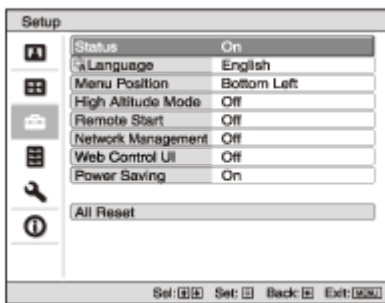 Setup
Status On
Language English
Menu Position Bottom Left
High Altitude Mode Off
Remote Start Off
Network Management Off
Web Control UI Off
Power Saving On
All Reset
Sel: Set: Back: Exit: MENU